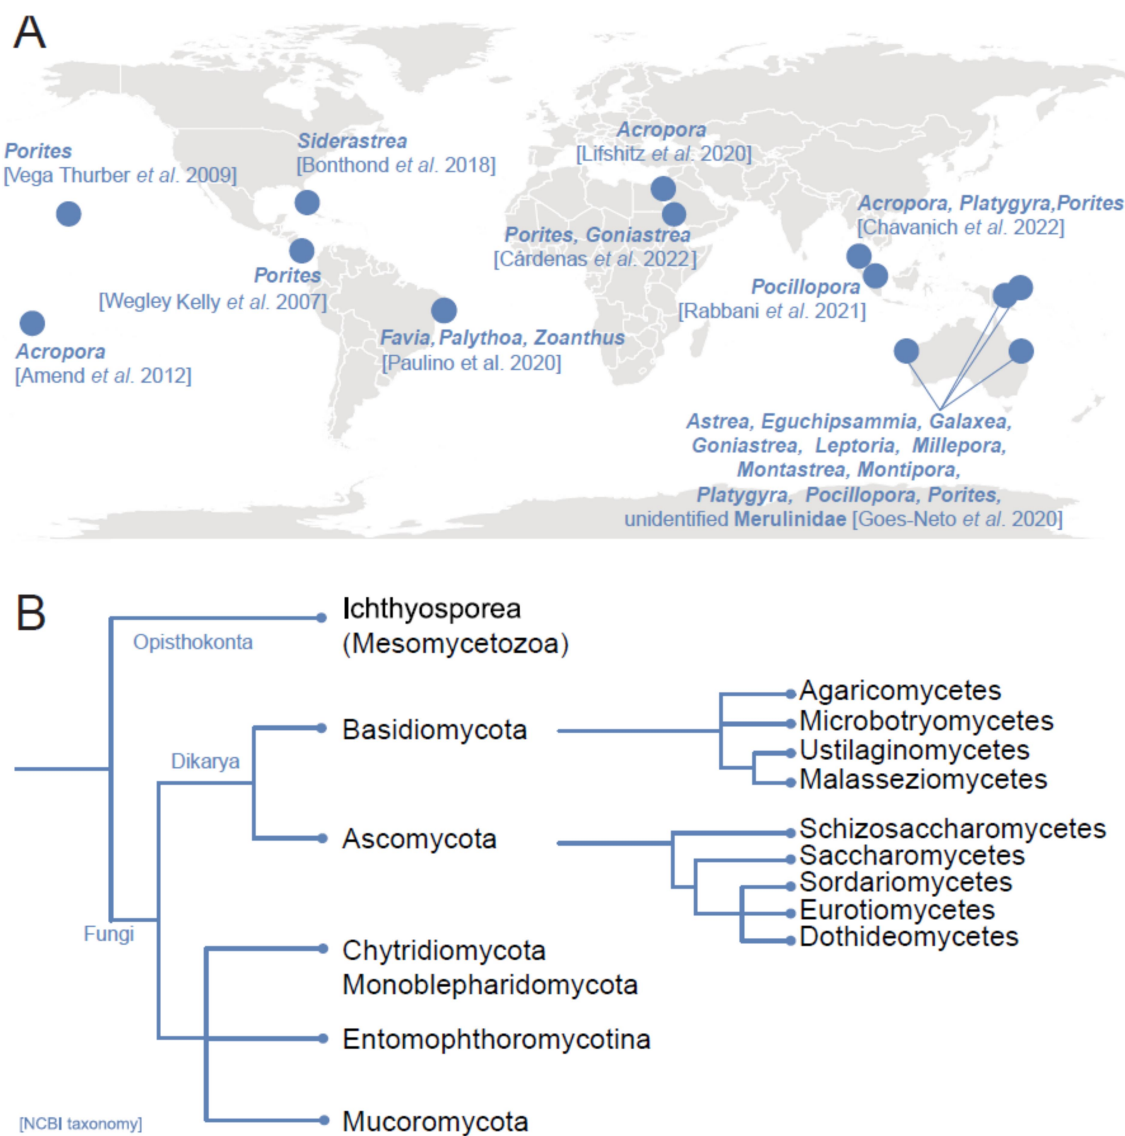 A
Porites
[Vega Thurber et al. 2009]
Siderastrea
[Bonthond et al. 2018]
Acropora
[Lifshitz et al. 2020]
Acropora, Platygyra,Porites
[Chavanich et al. 2022]
Porites, Goniastrea
[Cárdenas et al. 2022]
Porites
[Wegley Kelly et al. 2007]
Pocillopora
[Rabbani et al. 2021]
Favia, Palythoa, Zoanthus
[Paulino et al. 2020]
Acropora
[Amend et al. 2012]
Astrea, Eguchipsammia, Galaxea,
Goniastrea, Leptoria, Millepora,
Montastrea, Montipora,
Platygyra, Pocillopora, Porites,
unidentified Merulinidae [Goes-Neto et al. 2020]
B
Opisthokonta
Ichthyosporea
(Mesomycetozoa)
Dikarya
Basidiomycota
Agaricomycetes
Microbotryomycetes
Ustilaginomycetes
Malasseziomycetes
Ascomycota
Schizosaccharomycetes
Saccharomycetes
Sordariomycetes
Eurotiomycetes
Dothideomycetes
Fungi
Chytridiomycota
Monoblepharidomycota
Entomophthoromycotina
Mucoromycota
[NCBI taxonomy]